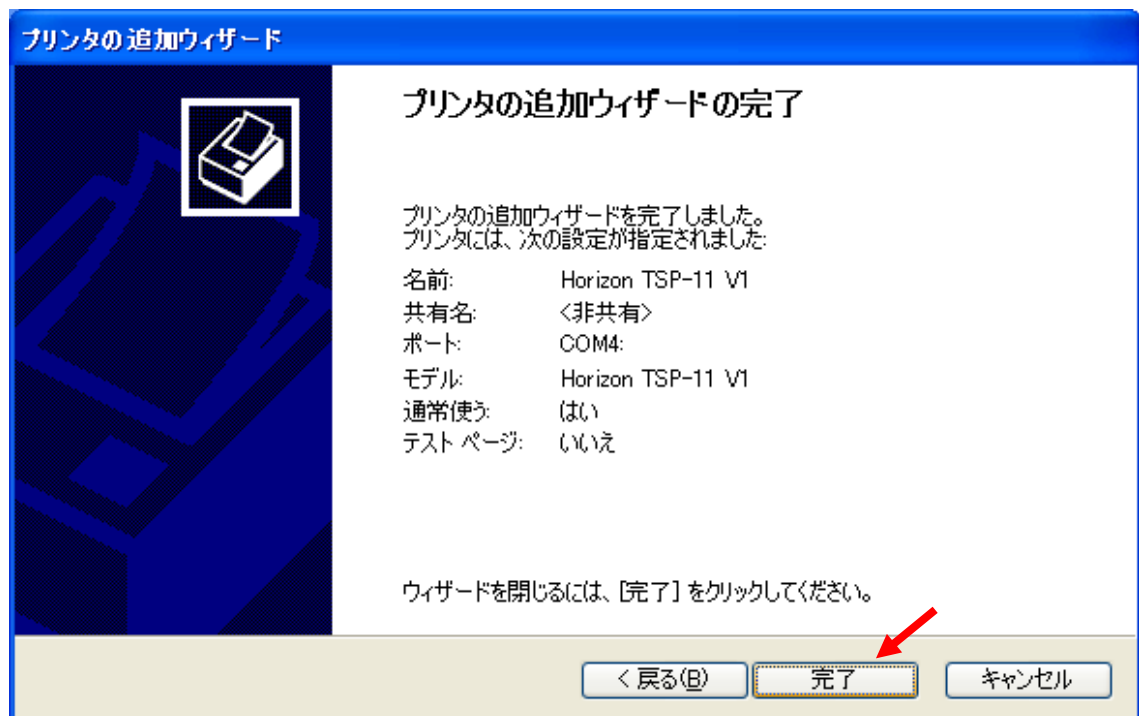 プリンタの追加ウィザード
プリンタの追加ウィザードの完了
プリンタの追加ウィザードを完了しました。
プリンタには、次の設定が指定されました:
名前: Horizon TSP-11 V1
共有名: <非共有>
ポート: COM4:
モデル: Horizon TSP-11 V1
通常使う: はい
テスト ページ: いいえ
ウィザードを閉じるには、[完了] をクリックしてください。
< 戻る(B) 完了 キャンセル